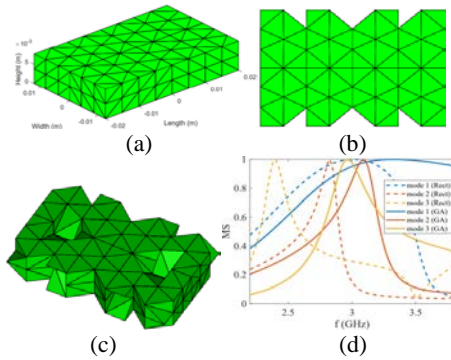 × 10⁻³
Height (m)
5
0
0.01
0
-0.01
Width (m)
-0.02
-0.01
0
0.01
0.02
Length (m)
(a)
(b)
(c)
1
0.8
0.6
0.4
0.2
0
MS
2.5
3
3.5
f (GHz)
mode 1 (Rect)
mode 2 (Rect)
mode 3 (Rect)
mode 1 (GA)
mode 2 (GA)
mode 3 (GA)
(d)